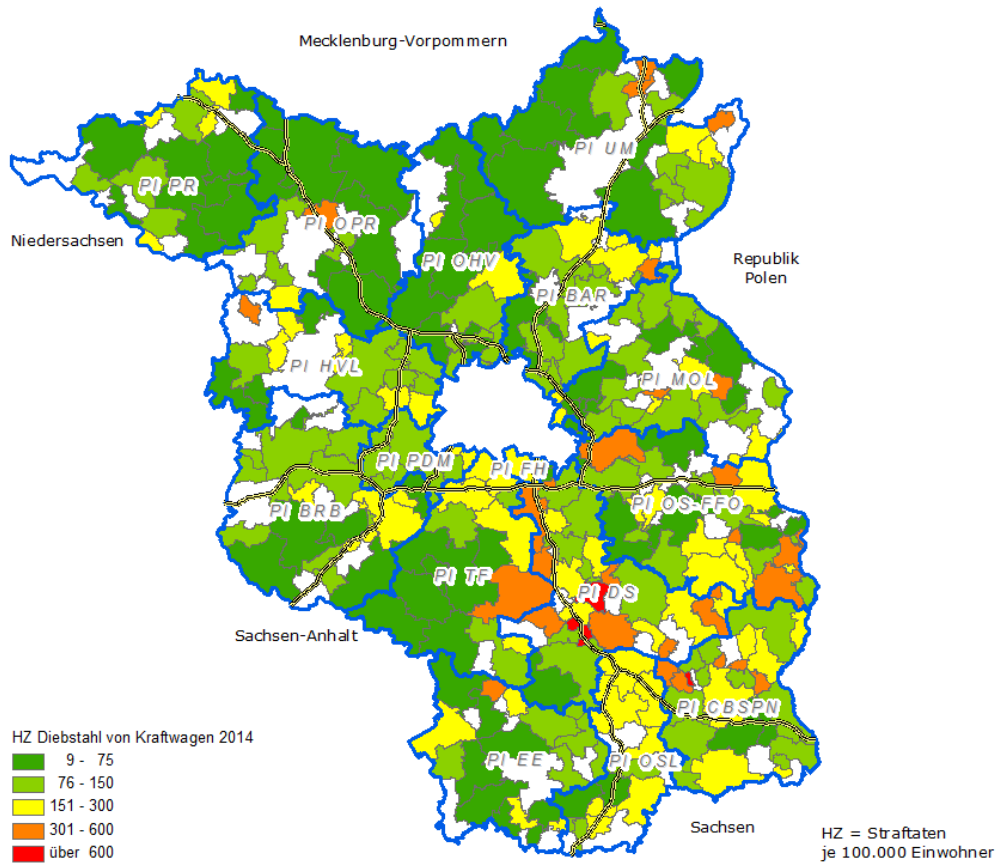 Mecklenburg-Vorpommern
PI UM
PI PR
PI OPR
Niedersachsen
PI OHV
Republik
Polen
PI BAR
PI HVL
PI MOL
PI PDM
PI FH
PI BRB
PI OS-FFO
PI TF
PI DS
Sachsen-Anhalt
PI CBSPN
PI EE
PI OSL
Sachsen
HZ Diebstahl von Kraftwagen 2014
9 - 75
76 - 150
151 - 300
301 - 600
über 600
HZ = Straftaten
je 100.000 Einwohner